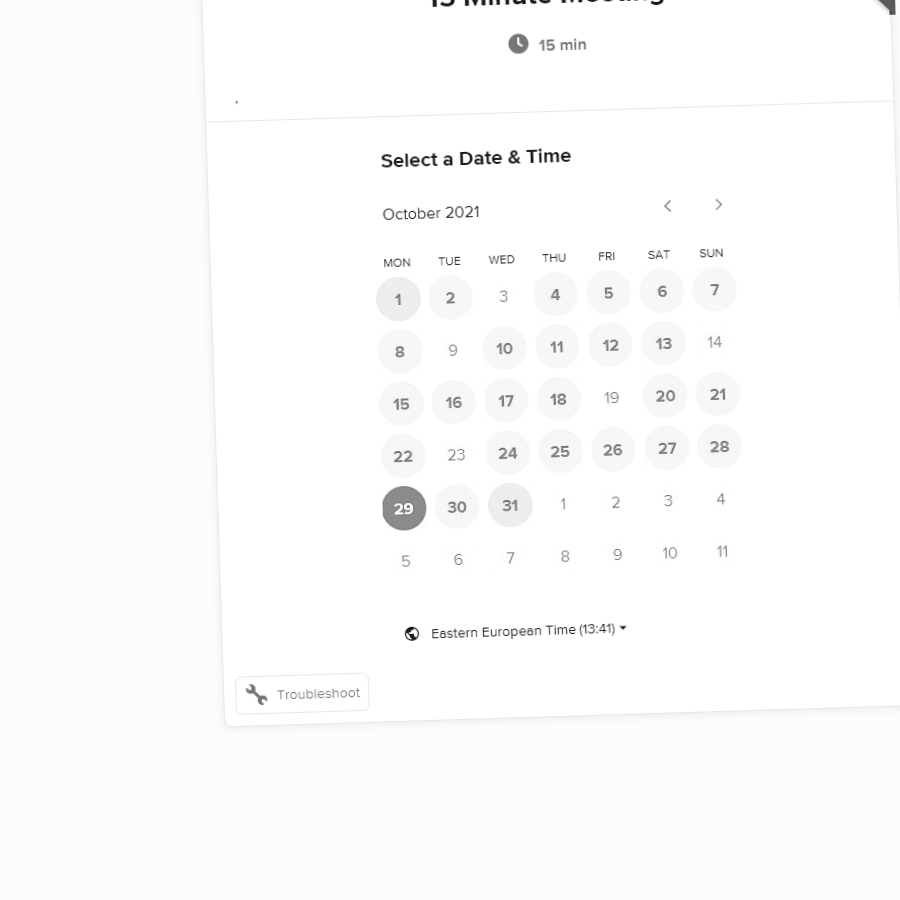 15 Minute Meeting
15 min
.
Select a Date & Time
October 2021
MON TUE WED THU FRI SAT SUN
1 2 3 4 5 6 7
8 9 10 11 12 13 14
15 16 17 18 19 20 21
22 23 24 25 26 27 28
29 30 31 1 2 3 4
5 6 7 8 9 10 11
Eastern European Time (13:41)
Troubleshoot